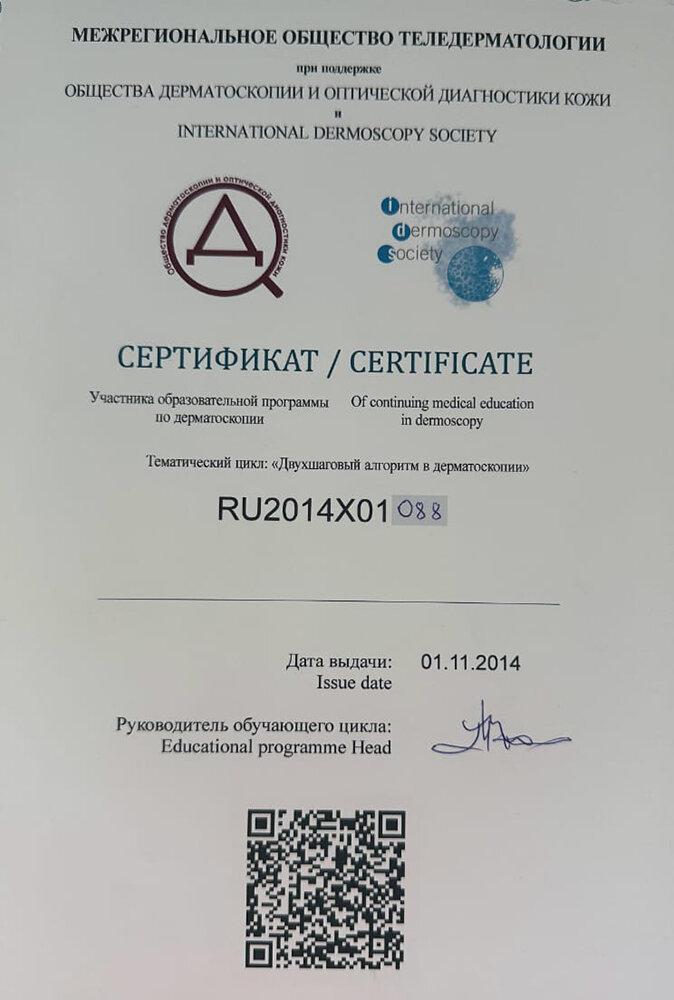 МЕЖРЕГИОНАЛЬНОЕ ОБЩЕСТВО ТЕЛЕДЕРМАТОЛОГИИ
при поддержке
ОБЩЕСТВА ДЕРМАТОСКОПИИ И ОПТИЧЕСКОЙ ДИАГНОСТИКИ КОЖИ
и
INTERNATIONAL DERMOSCOPY SOCIETY
Общество дерматоскопии и оптической диагностики кожи
Д
international
dermoscopy
society
СЕРТИФИКАТ / CERTIFICATE
Участника образовательной программы
по дерматоскопии
Of continuing medical education
in dermoscopy
Тематический цикл: «Двухшаговый алгоритм в дерматоскопии»
RU2014X01 088
Дата выдачи: 01.11.2014
Issue date
Руководитель обучающего цикла:
Educational programme Head